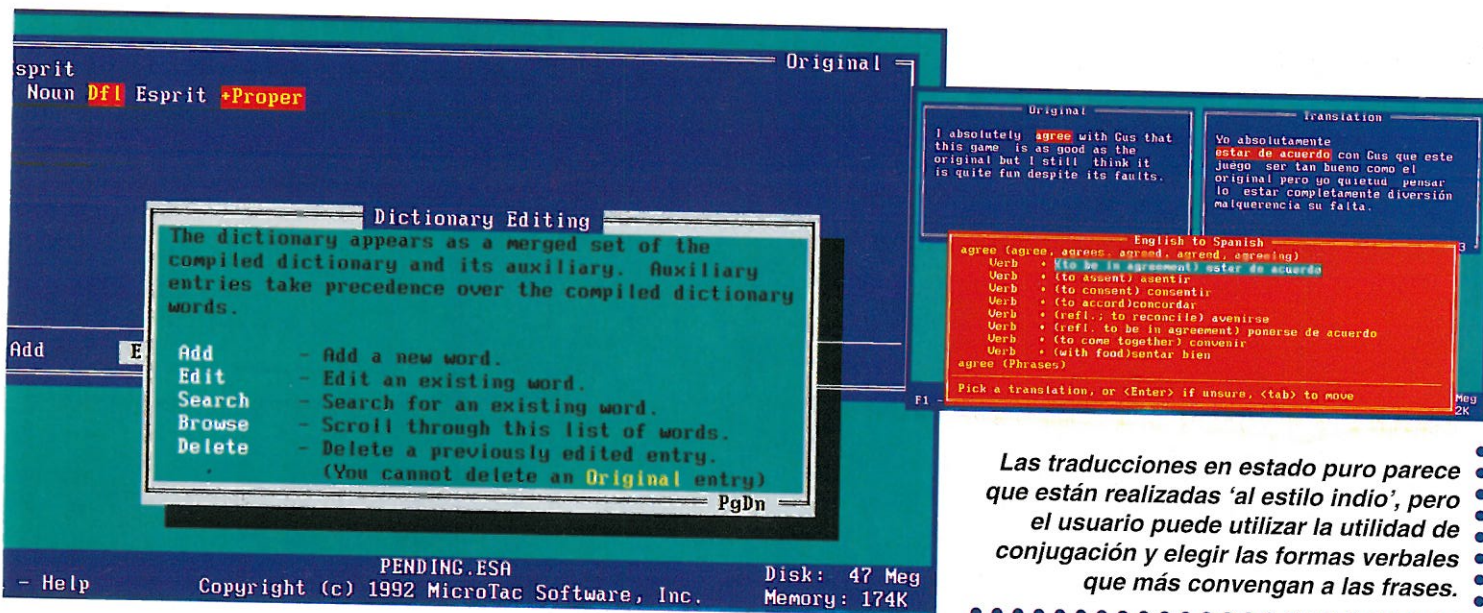 Original
sprit
Noun Dfl Esprit +Proper
Dictionary Editing
The dictionary appears as a merged set of the
compiled dictionary and its auxiliary.  Auxiliary
entries take precedence over the compiled dictionary
words.
Add - Add a new word.
Edit - Edit an existing word.
Search - Search for an existing word.
Browse - Scroll through this list of words.
Delete - Delete a previously edited entry.
(You cannot delete an Original entry)
PgDn
Add E
PENDING.ESA
- Help Copyright (c) 1992 MicroTac Software, Inc.
Disk: 47 Meg
Memory: 174K
Original
I absolutely agree with Gus that
this game is as good as the
original but I still think it
is quite fun despite its faults.
Translation
Yo absolutamente
estar de acuerdo con Gus que este
juego ser tan bueno como el
original pero yo quietud pensar
lo estar completamente diversión
malquerencia su falta.
English to Spanish
agree (agree, agrees, agreed, agreed, agreeing)
Verb • (to be in agreement) estar de acuerdo
Verb • (to assent) asentir
Verb • (to consent) consentir
Verb • (to accord)concordar
Verb • (refl.; to reconcile) avenirse
Verb • (refl. to be in agreement) ponerse de acuerdo
Verb • (to come together) convenir
Verb • (with food)sentar bien
agree (Phrases)
Pick a translation, or <Enter> if unsure, <tab> to move
3
F1 -
Meg
2K
Las traducciones en estado puro parece
que están realizadas 'al estilo indio', pero
el usuario puede utilizar la utilidad de
conjugación y elegir las formas verbales
que más convengan a las frases.